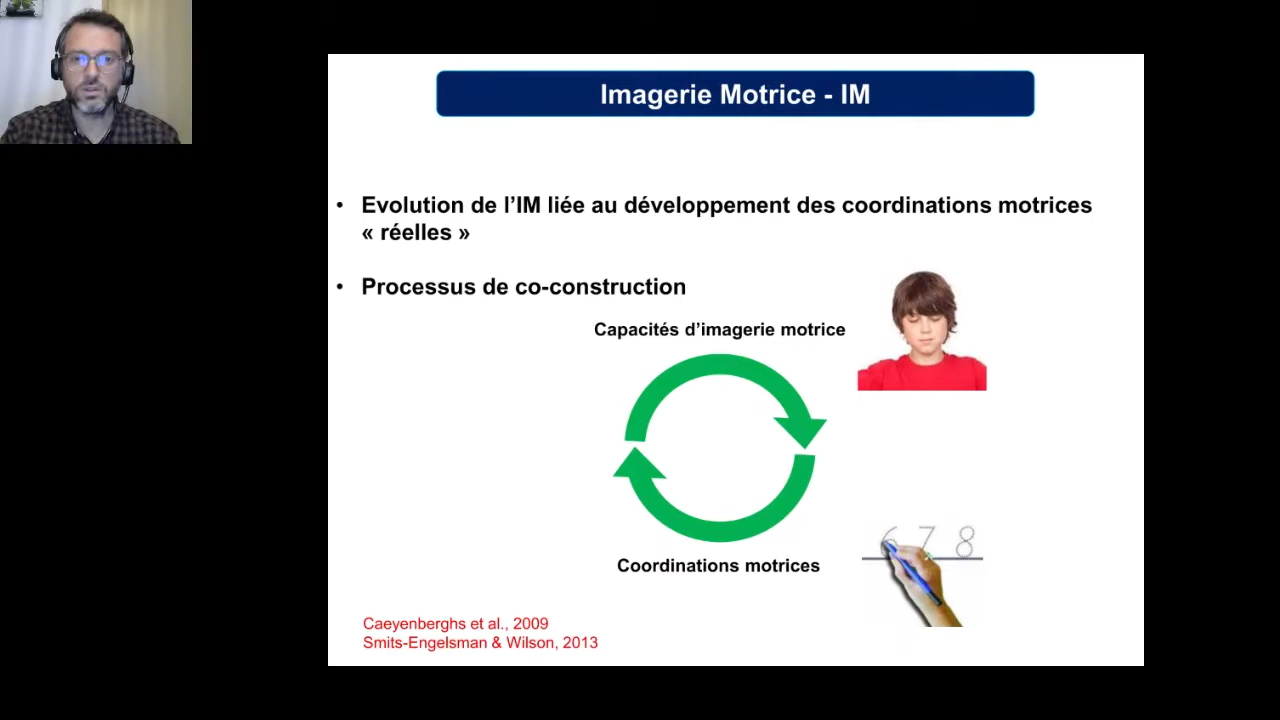 Imagerie Motrice - IM
• Evolution de l’IM liée au développement des coordinations motrices
« réelles »
• Processus de co-construction
Capacités d’imagerie motrice
6 7 8
Coordinations motrices
Caeyenberghs et al., 2009
Smits-Engelsman & Wilson, 2013